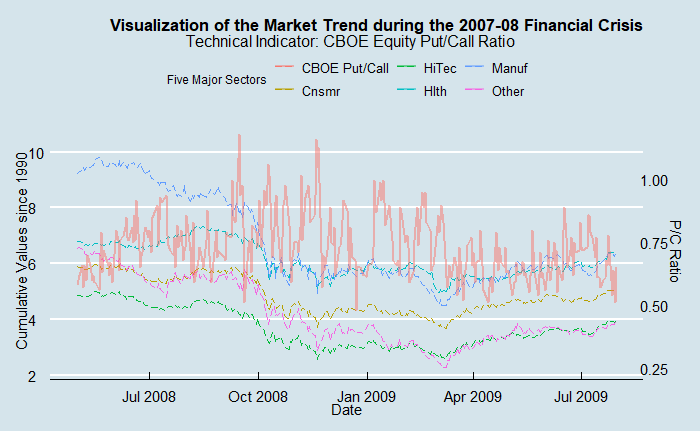 Visualization of the Market Trend during the 2007-08 Financial Crisis
Technical Indicator: CBOE Equity Put/Call Ratio
Five Major Sectors
CBOE Put/Call HiTec Manuf
Cnsmr Hlth Other
Cumulative Values since 1990
10
8
6
4
2
1.00
0.75
0.50
0.25
P/C Ratio
Jul 2008 Oct 2008 Jan 2009 Apr 2009 Jul 2009
Date